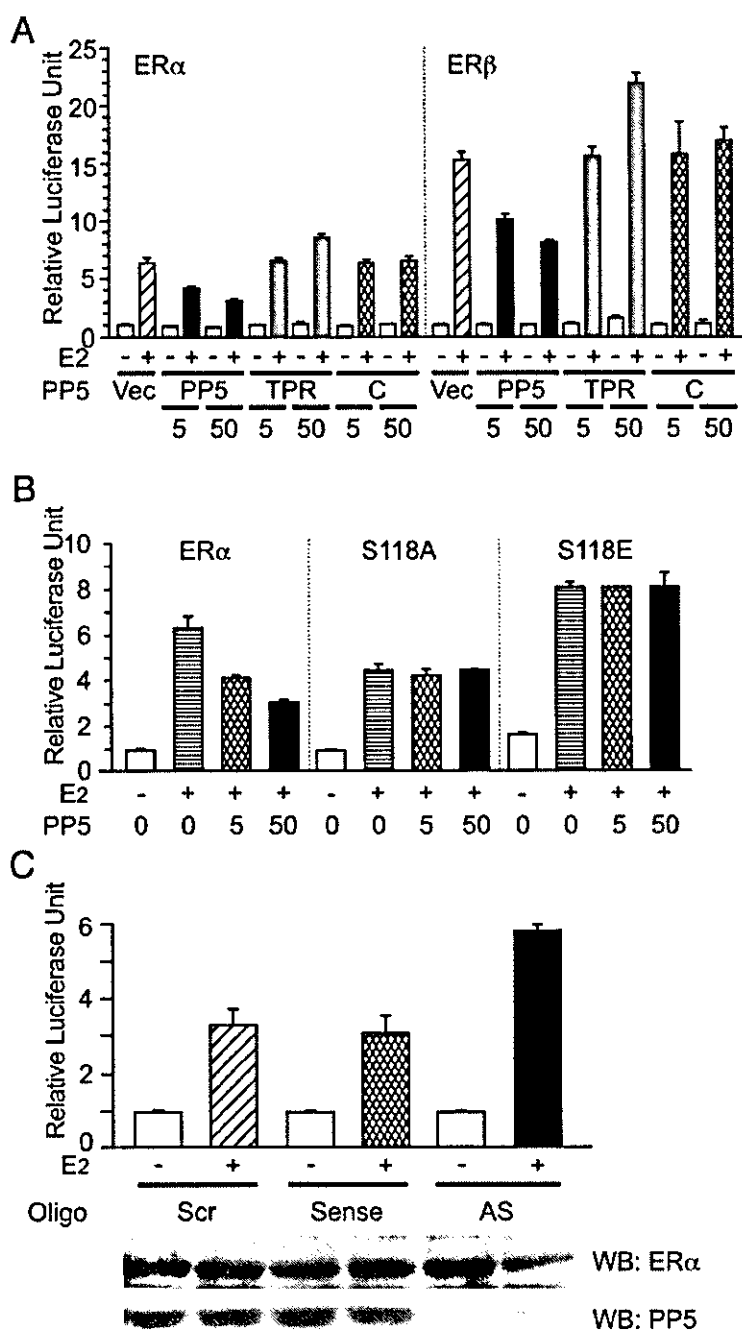 A
Relative Luciferase Unit
25
20
15
10
5
0
ERα
ERβ
E2 - + - + - + - + - + - + - + - + - + - + - + - + - + - +
PP5 Vec PP5 TPR C Vec PP5 TPR C
5 50 5 50 5 50 5 50 5 50 5 50
B
Relative Luciferase Unit
10
8
6
4
2
0
ERα
S118A
S118E
E2 - + + + - + + + - + + +
PP5 0 0 5 50 0 0 5 50 0 0 5 50
C
Relative Luciferase Unit
6
4
2
0
E2 - + - + - +
Oligo Scr Sense AS
WB: ERα
WB: PP5